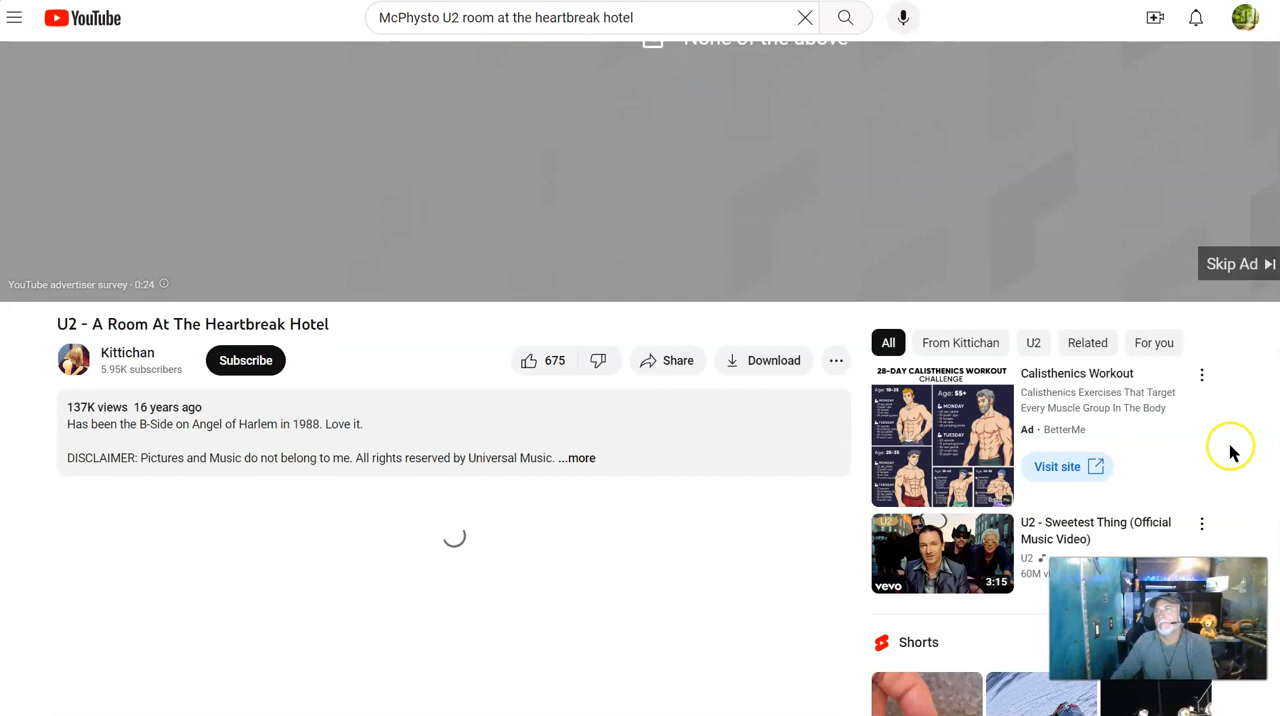 YouTube
McPhysto U2 room at the heartbreak hotel
None of the above
Skip Ad
YouTube advertiser survey · 0:24
U2 - A Room At The Heartbreak Hotel
Kittichan
5.95K subscribers
Subscribe
675
Share
Download
137K views 16 years ago
Has been the B-Side on Angel of Harlem in 1988. Love it.
DISCLAIMER: Pictures and Music do not belong to me. All rights reserved by Universal Music. ...more
All
From Kittichan
U2
Related
For you
28-DAY CALISTHENICS WORKOUT
CHALLENGE
Age: 55+
MONDAY
TUESDAY
Calisthenics Workout
Calisthenics Exercises That Target
Every Muscle Group In The Body
Ad · BetterMe
Visit site
U2
vevo
3:15
U2 - Sweetest Thing (Official
Music Video)
U2
60M
Shorts